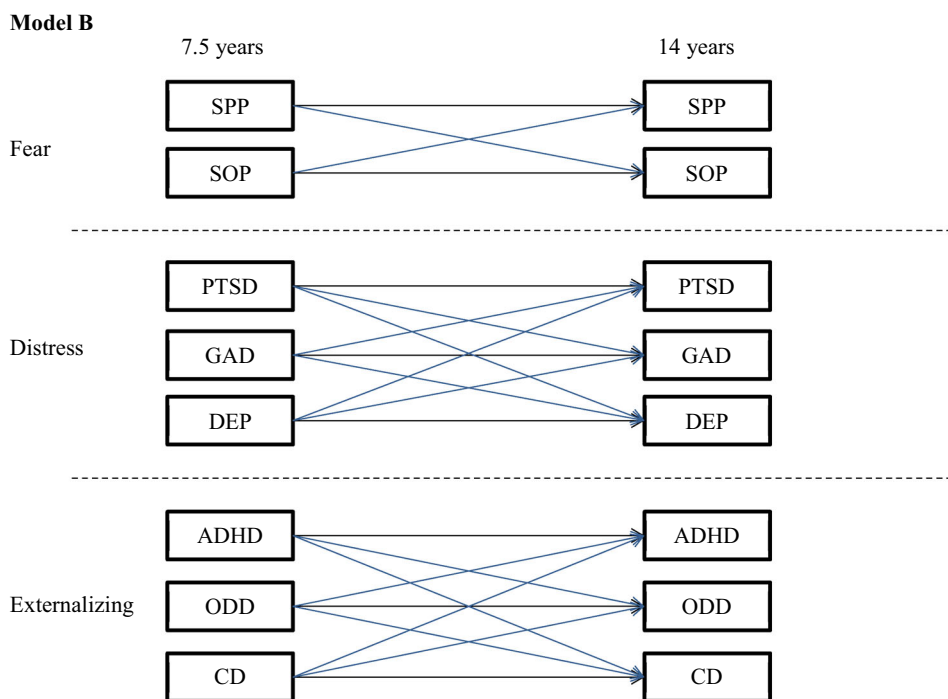 Model B
7.5 years 14 years
SPP SPP
Fear
SOP SOP
PTSD PTSD
Distress GAD GAD
DEP DEP
ADHD ADHD
Externalizing ODD ODD
CD CD